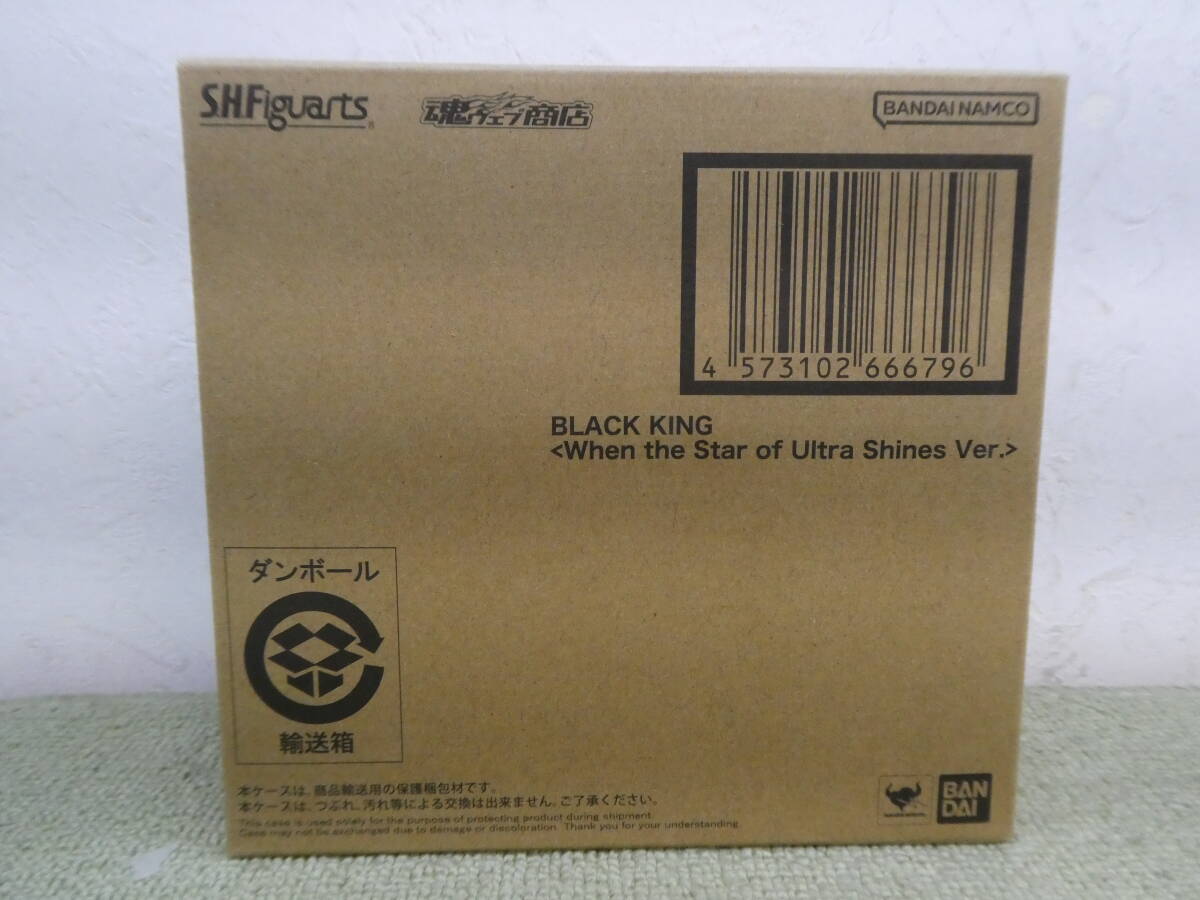 S.H.Figuarts
魂ウェブ商店
BANDAI NAMCO
4 573102 666796
BLACK KING
<When the Star of Ultra Shines Ver.>
ダンボール
輸送箱
本ケースは、商品輸送用の保護梱包材です。
本ケースは、つぶれ、汚れ等による交換は出来ません。ご了承ください。
This case is used solely for the purpose of protecting product during shipment.
Case may not be exchanged due to damage or discoloration. Thank you for your understanding.
BAN
DAI